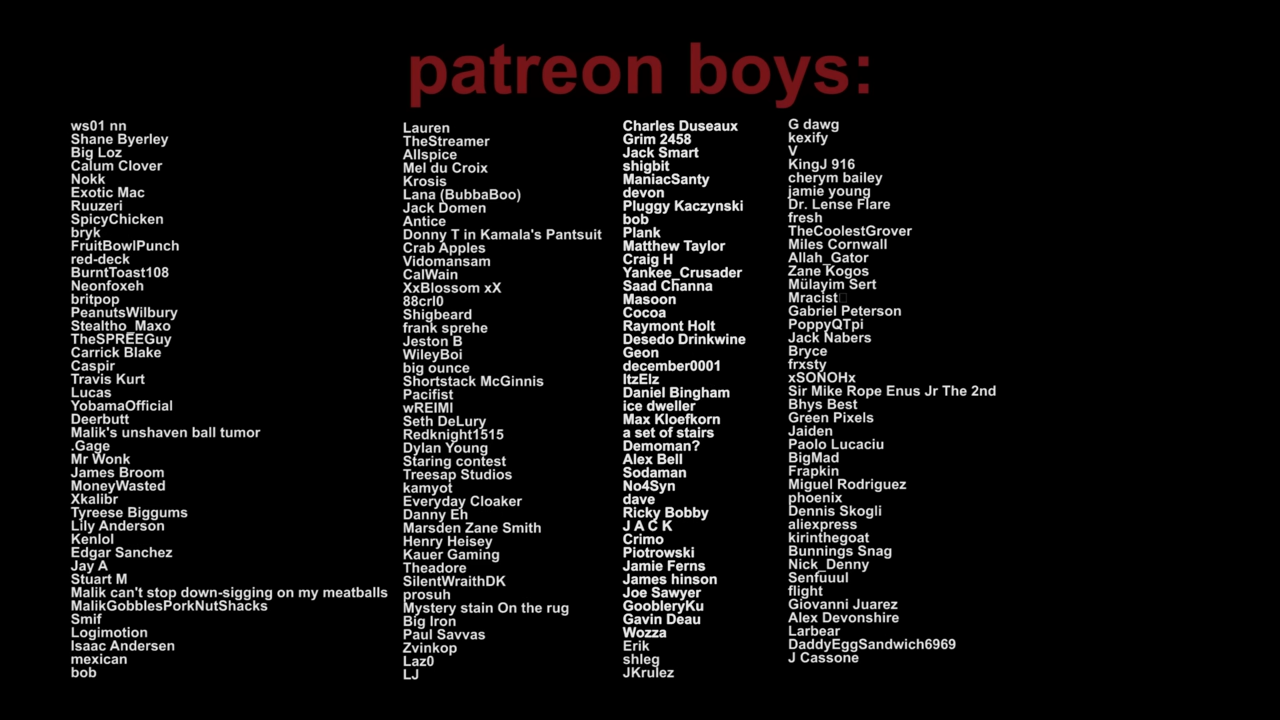 patreon boys:
ws01 nn
Shane Byerley
Big Loz
Calum Clover
Nokk
Exotic Mac
Ruuzeri
SpicyChicken
bryk
FruitBowlPunch
red-deck
BurntToast108
Neonfoxeh
britpop
PeanutsWilbury
Stealtho_Maxo
TheSPREEGuy
Carrick Blake
Caspir
Travis Kurt
Lucas
YobamaOfficial
Deerbutt
Malik's unshaven ball tumor
.Gage
Mr Wonk
James Broom
MoneyWasted
Xkalibr
Tyreese Biggums
Lily Anderson
Kenlol
Edgar Sanchez
Jay A
Stuart M
Malik can't stop down-sigging on my meatballs
MalikGobblesPorkNutShacks
Smif
Logimotion
Isaac Andersen
mexican
bob
Lauren
TheStreamer
Allspice
Mel du Croix
Krosis
Lana (BubbaBoo)
Jack Domen
Antice
Donny T in Kamala's Pantsuit
Crab Apples
Vidomansam
CalWain
XxBlossom xX
88crl0
Shigbeard
frank sprehe
Jeston B
WileyBoi
big ounce
Shortstack McGinnis
Pacifist
wREIMI
Seth DeLury
Redknight1515
Dylan Young
Staring contest
Treesap Studios
kamyot
Everyday Cloaker
Danny Eh
Marsden Zane Smith
Henry Heisey
Kauer Gaming
Theadore
SilentWraithDK
prosuh
Mystery stain On the rug
Big Iron
Paul Savvas
Zvinkop
Laz0
LJ
Charles Duseaux
Grim 2458
Jack Smart
shigbit
ManiacSanty
devon
Pluggy Kaczynski
bob
Plank
Matthew Taylor
Craig H
Yankee_Crusader
Saad Channa
Masoon
Cocoa
Raymont Holt
Desedo Drinkwine
Geon
december0001
ItzElz
Daniel Bingham
ice dweller
Max Kloefkorn
a set of stairs
Demoman?
Alex Bell
Sodaman
No4Syn
dave
Ricky Bobby
J A C K
Crimo
Piotrowski
Jamie Ferns
James hinson
Joe Sawyer
GoobleryKu
Gavin Deau
Wozza
Erik
shleg
JKrulez
G dawg
kexify
V
KingJ 916
cherym bailey
jamie young
Dr. Lense Flare
fresh
TheCoolestGrover
Miles Cornwall
Allah_Gator
Zane Kogos
Mülayim Sert
Mracist
Gabriel Peterson
PoppyQTpi
Jack Nabers
Bryce
frxsty
xSONOHx
Sir Mike Rope Enus Jr The 2nd
Bhys Best
Green Pixels
Jaiden
Paolo Lucaciu
BigMad
Frapkin
Miguel Rodriguez
phoenix
Dennis Skogli
aliexpress
kirinthegoat
Bunnings Snag
Nick_Denny
Senfuuul
flight
Giovanni Juarez
Alex Devonshire
Larbear
DaddyEggSandwich6969
J Cassone